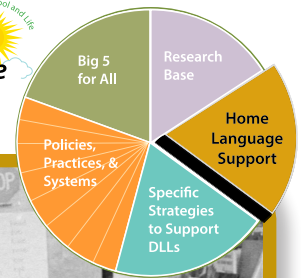 ool and Life
e
Big 5
for All
Research
Base
Home
Language
Support
Policies,
Practices, &
Systems
Specific
Strategies
to Support
DLLs